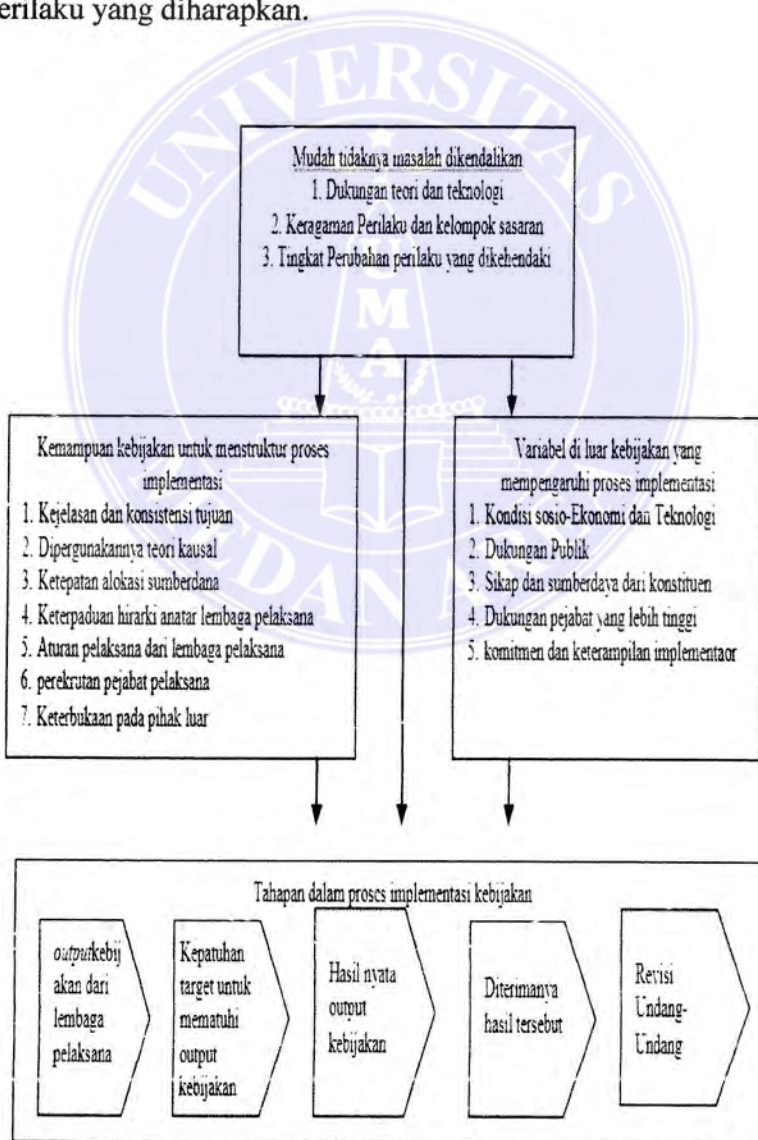 erilaku yang diharapkan.
UNIVERSITAS
MEDAN AREA
UMA
Mudah tidaknya masalah dikendalikan
1. Dukungan teori dan teknologi
2. Keragaman Perilaku dan kelompok sasaran
3. Tingkat Perubahan perilaku yang dikehendaki
Kemampuan kebijakan untuk menstruktur proses
implementasi
1. Kejelasan dan konsistensi tujuan
2. Dipergunakannya teori kausal
3. Ketepatan alokasi sumberdana
4. Keterpaduan hirarki anatar lembaga pelaksana
5. Aturan pelaksana dari lembaga pelaksana
6. perekrutan pejabat pelaksana
7. Keterbukaan pada pihak luar
Variabel di luar kebijakan yang
mempengaruhi proses implementasi
1. Kondisi sosio-Ekonomi dan Teknologi
2. Dukungan Publik
3. Sikap dan sumberdaya dari konstituen
4. Dukungan pejabat yang lebih tinggi
5. komitmen dan keterampilan implementaor
Tahapan dalam proses implementasi kebijakan
outputkebij
akan dari
lembaga
pelaksana
Kepatuhan
target untuk
mematuhi
output
kebijakan
Hasil nyata
output
kebijakan
Diterimanya
hasil tersebut
Revisi
Undang-
Undang